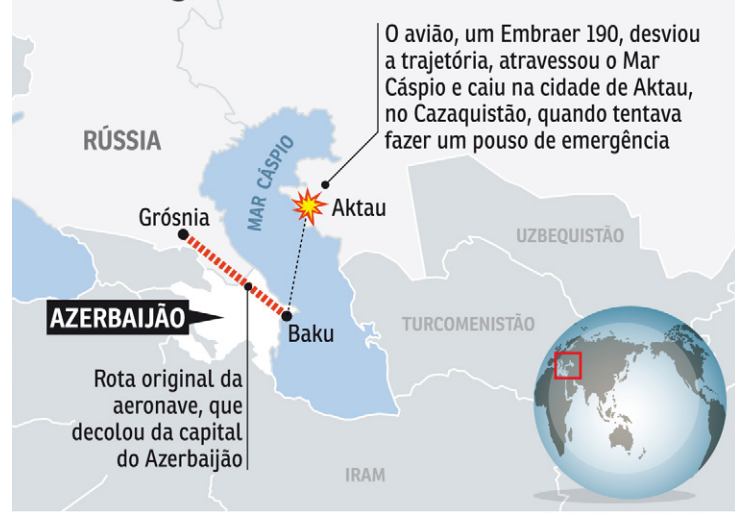 O avião, um Embraer 190, desviou
a trajetória, atravessou o Mar
Cáspio e caiu na cidade de Aktau,
no Cazaquistão, quando tentava
fazer um pouso de emergência
RÚSSIA
MAR CÁSPIO
Grósnia
Aktau
UZBEQUISTÃO
AZERBAIJÃO
Baku
TURCOMENISTÃO
Rota original da
aeronave, que
decolou da capital
do Azerbaijão
IRAM